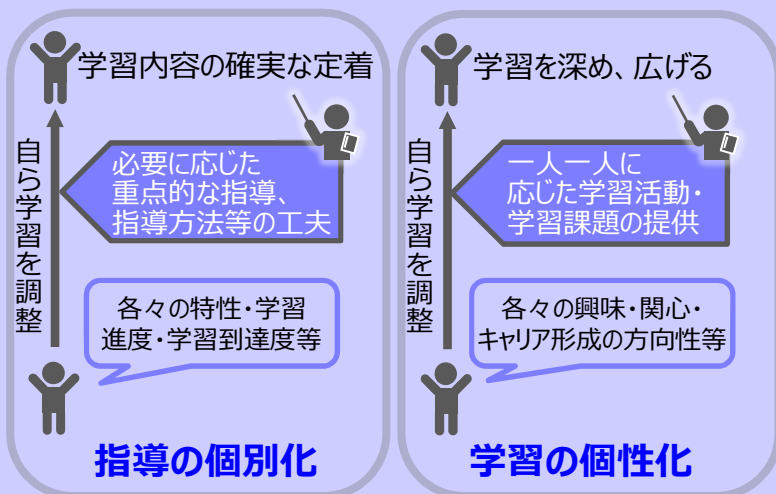 学習内容の確実な定着
自ら学習を調整
必要に応じた
重点的な指導、
指導方法等の工夫
各々の特性・学習
進度・学習到達度等
指導の個別化
学習を深め、広げる
自ら学習を調整
一人一人に
応じた学習活動・
学習課題の提供
各々の興味・関心・
キャリア形成の方向性等
学習の個性化